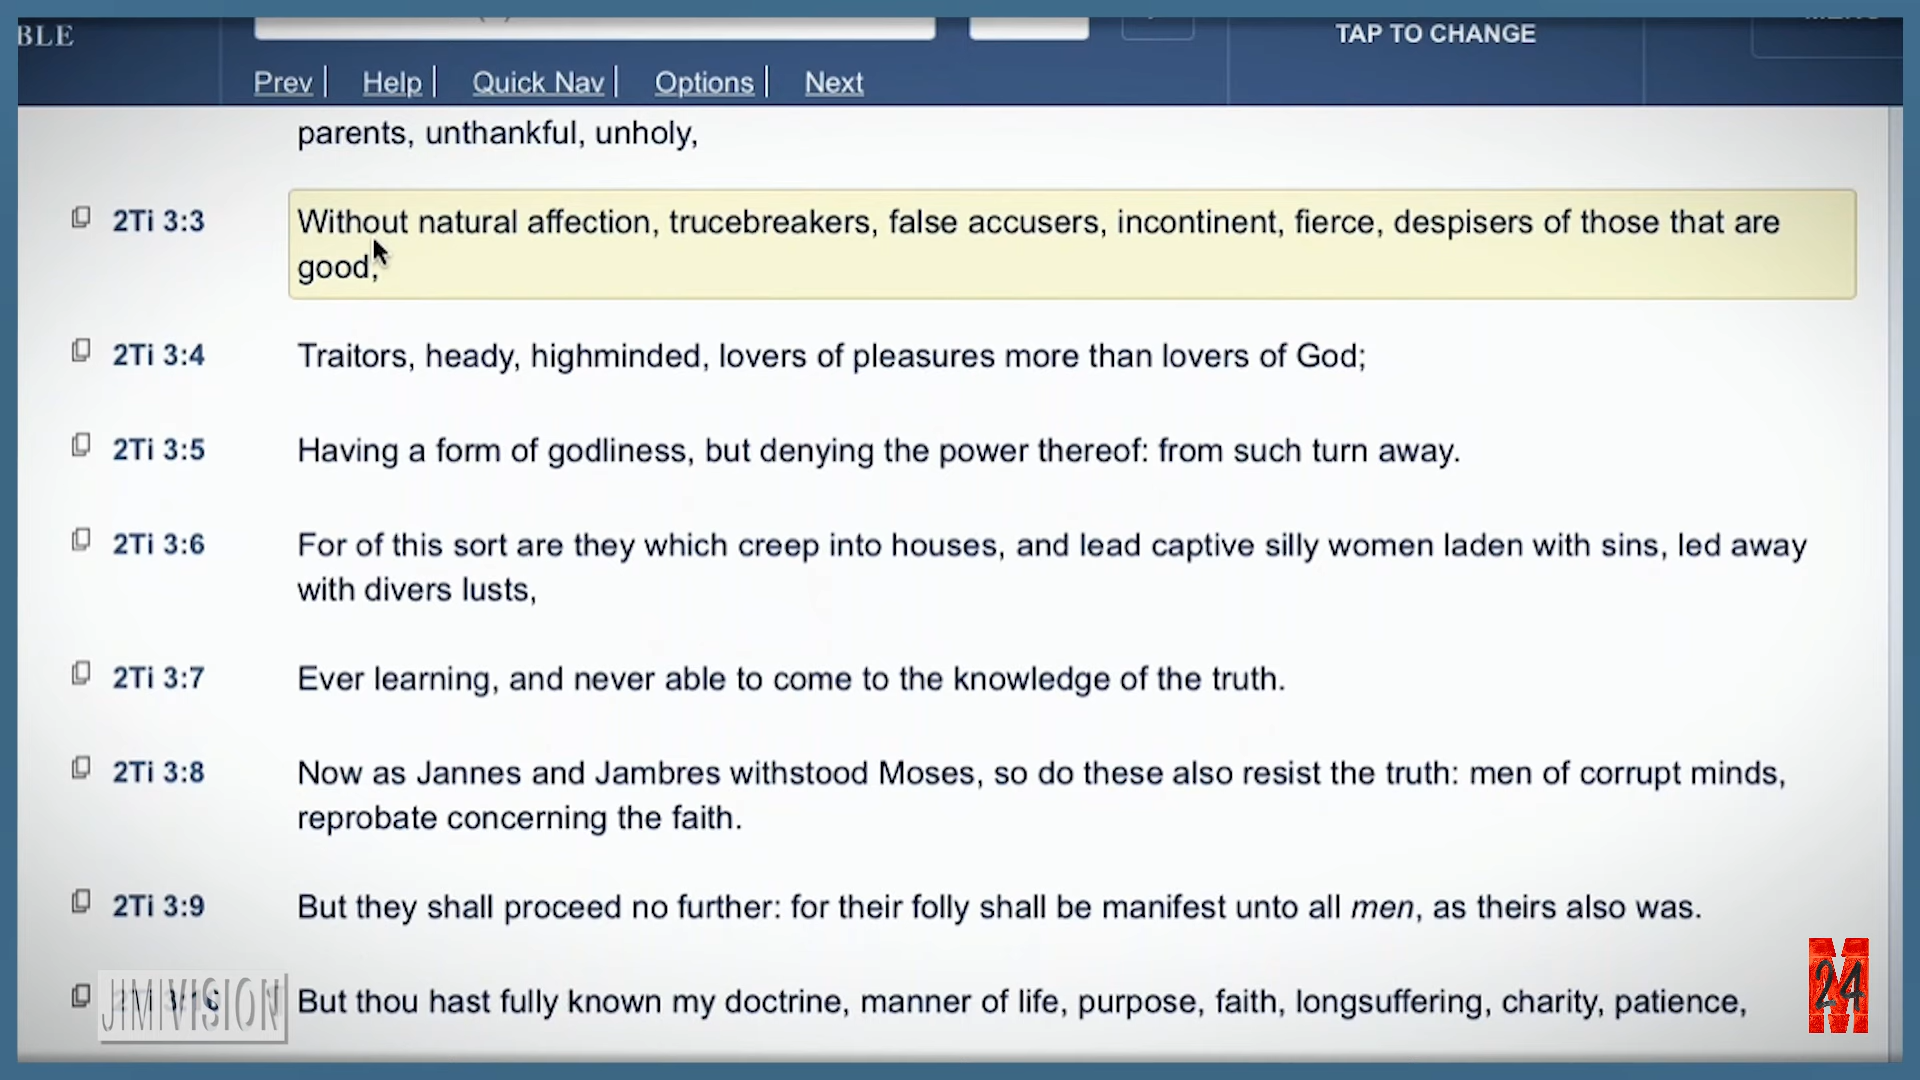 BLE
TAP TO CHANGE
Prev | Help | Quick Nav | Options | Next
parents, unthankful, unholy,
2Ti 3:3 Without natural affection, trucebreakers, false accusers, incontinent, fierce, despisers of those that are
good,
2Ti 3:4 Traitors, heady, highminded, lovers of pleasures more than lovers of God;
2Ti 3:5 Having a form of godliness, but denying the power thereof: from such turn away.
2Ti 3:6 For of this sort are they which creep into houses, and lead captive silly women laden with sins, led away
with divers lusts,
2Ti 3:7 Ever learning, and never able to come to the knowledge of the truth.
2Ti 3:8 Now as Jannes and Jambres withstood Moses, so do these also resist the truth: men of corrupt minds,
reprobate concerning the faith.
2Ti 3:9 But they shall proceed no further: for their folly shall be manifest unto all men, as theirs also was.
But thou hast fully known my doctrine, manner of life, purpose, faith, longsuffering, charity, patience,
JIMIVISION
M
24